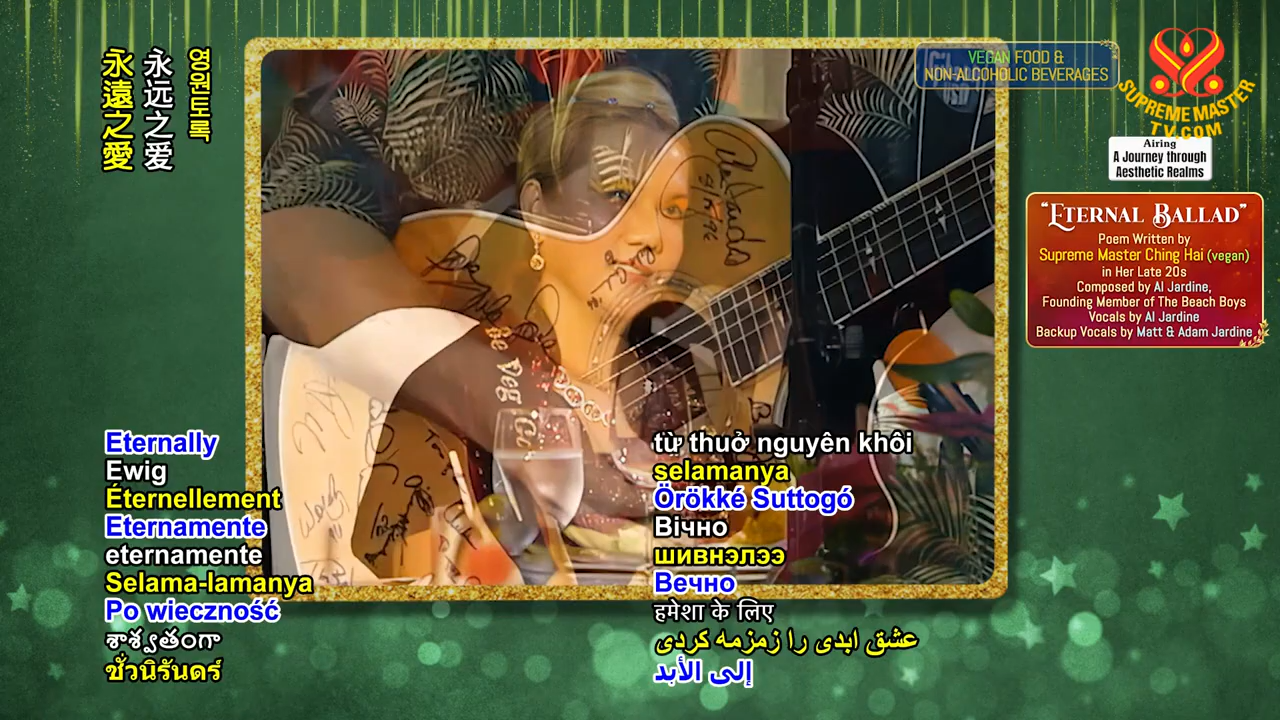 永遠之愛
永远之爱
영원토록
VEGAN FOOD &
NON-ALCOHOLIC BEVERAGES
SUPREME MASTER
TV.COM
Airing
A Journey through
Aesthetic Realms
“ETERNAL BALLAD”
Poem Written by
Supreme Master Ching Hai (vegan)
in Her Late 20s
Composed by Al Jardine,
Founding Member of The Beach Boys
Vocals by Al Jardine
Backup Vocals by Matt & Adam Jardine
Be Veg
Eternally
Ewig
Éternellement
Eternamente
eternamente
Selama-lamanya
Po wieczność
శాశ్వతంగా
ชั่วนิรันดร์
từ thuở nguyên khôi
selamanya
Örökké Suttogó
Вічно
шивнэлээ
Вечно
हमेशा के लिए
عشق ابدی را زمزمه کردی
إلى الأبد